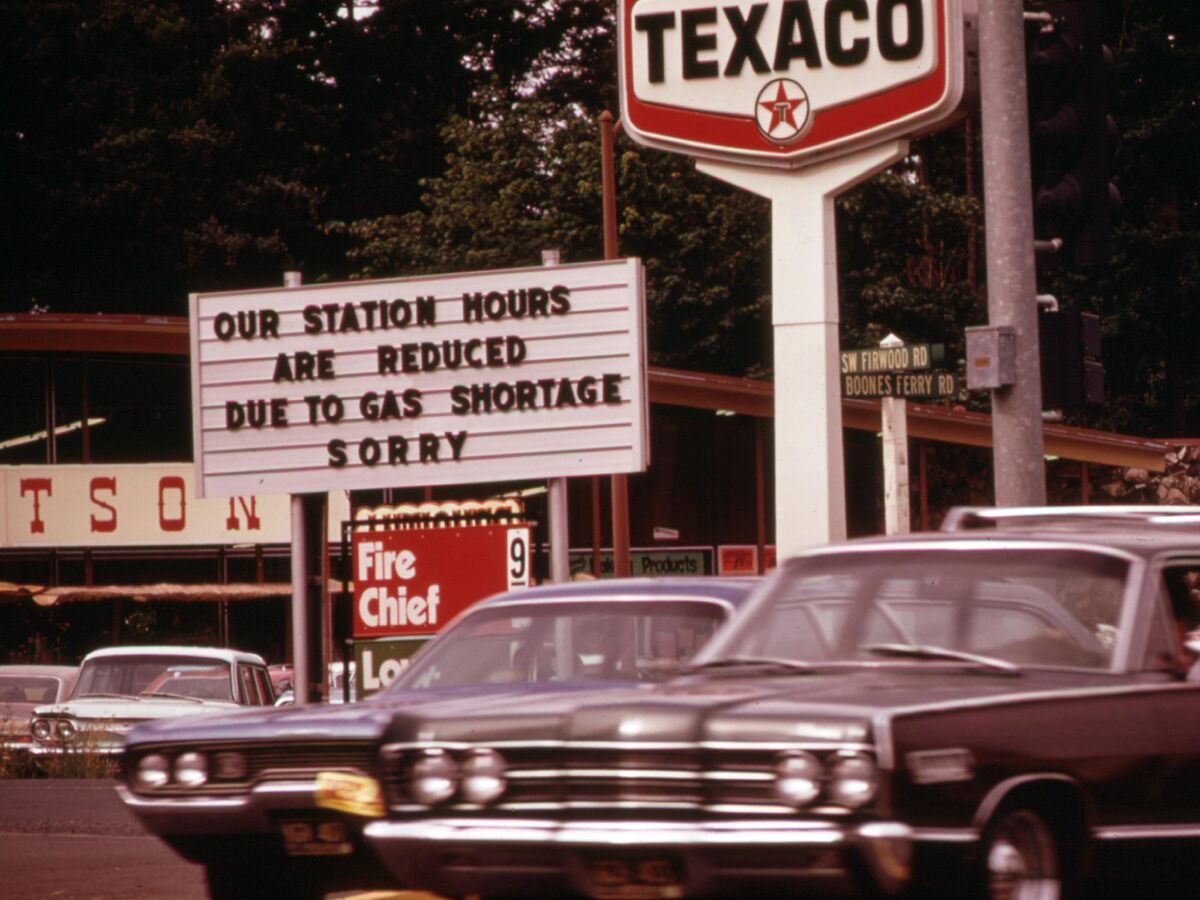 TEXACO
T
OUR STATION HOURS
ARE REDUCED
DUE TO GAS SHORTAGE
SORRY
SW FIRWOOD RD
BOONES FERRY RD
TSON
Fire
Chief
9
Products